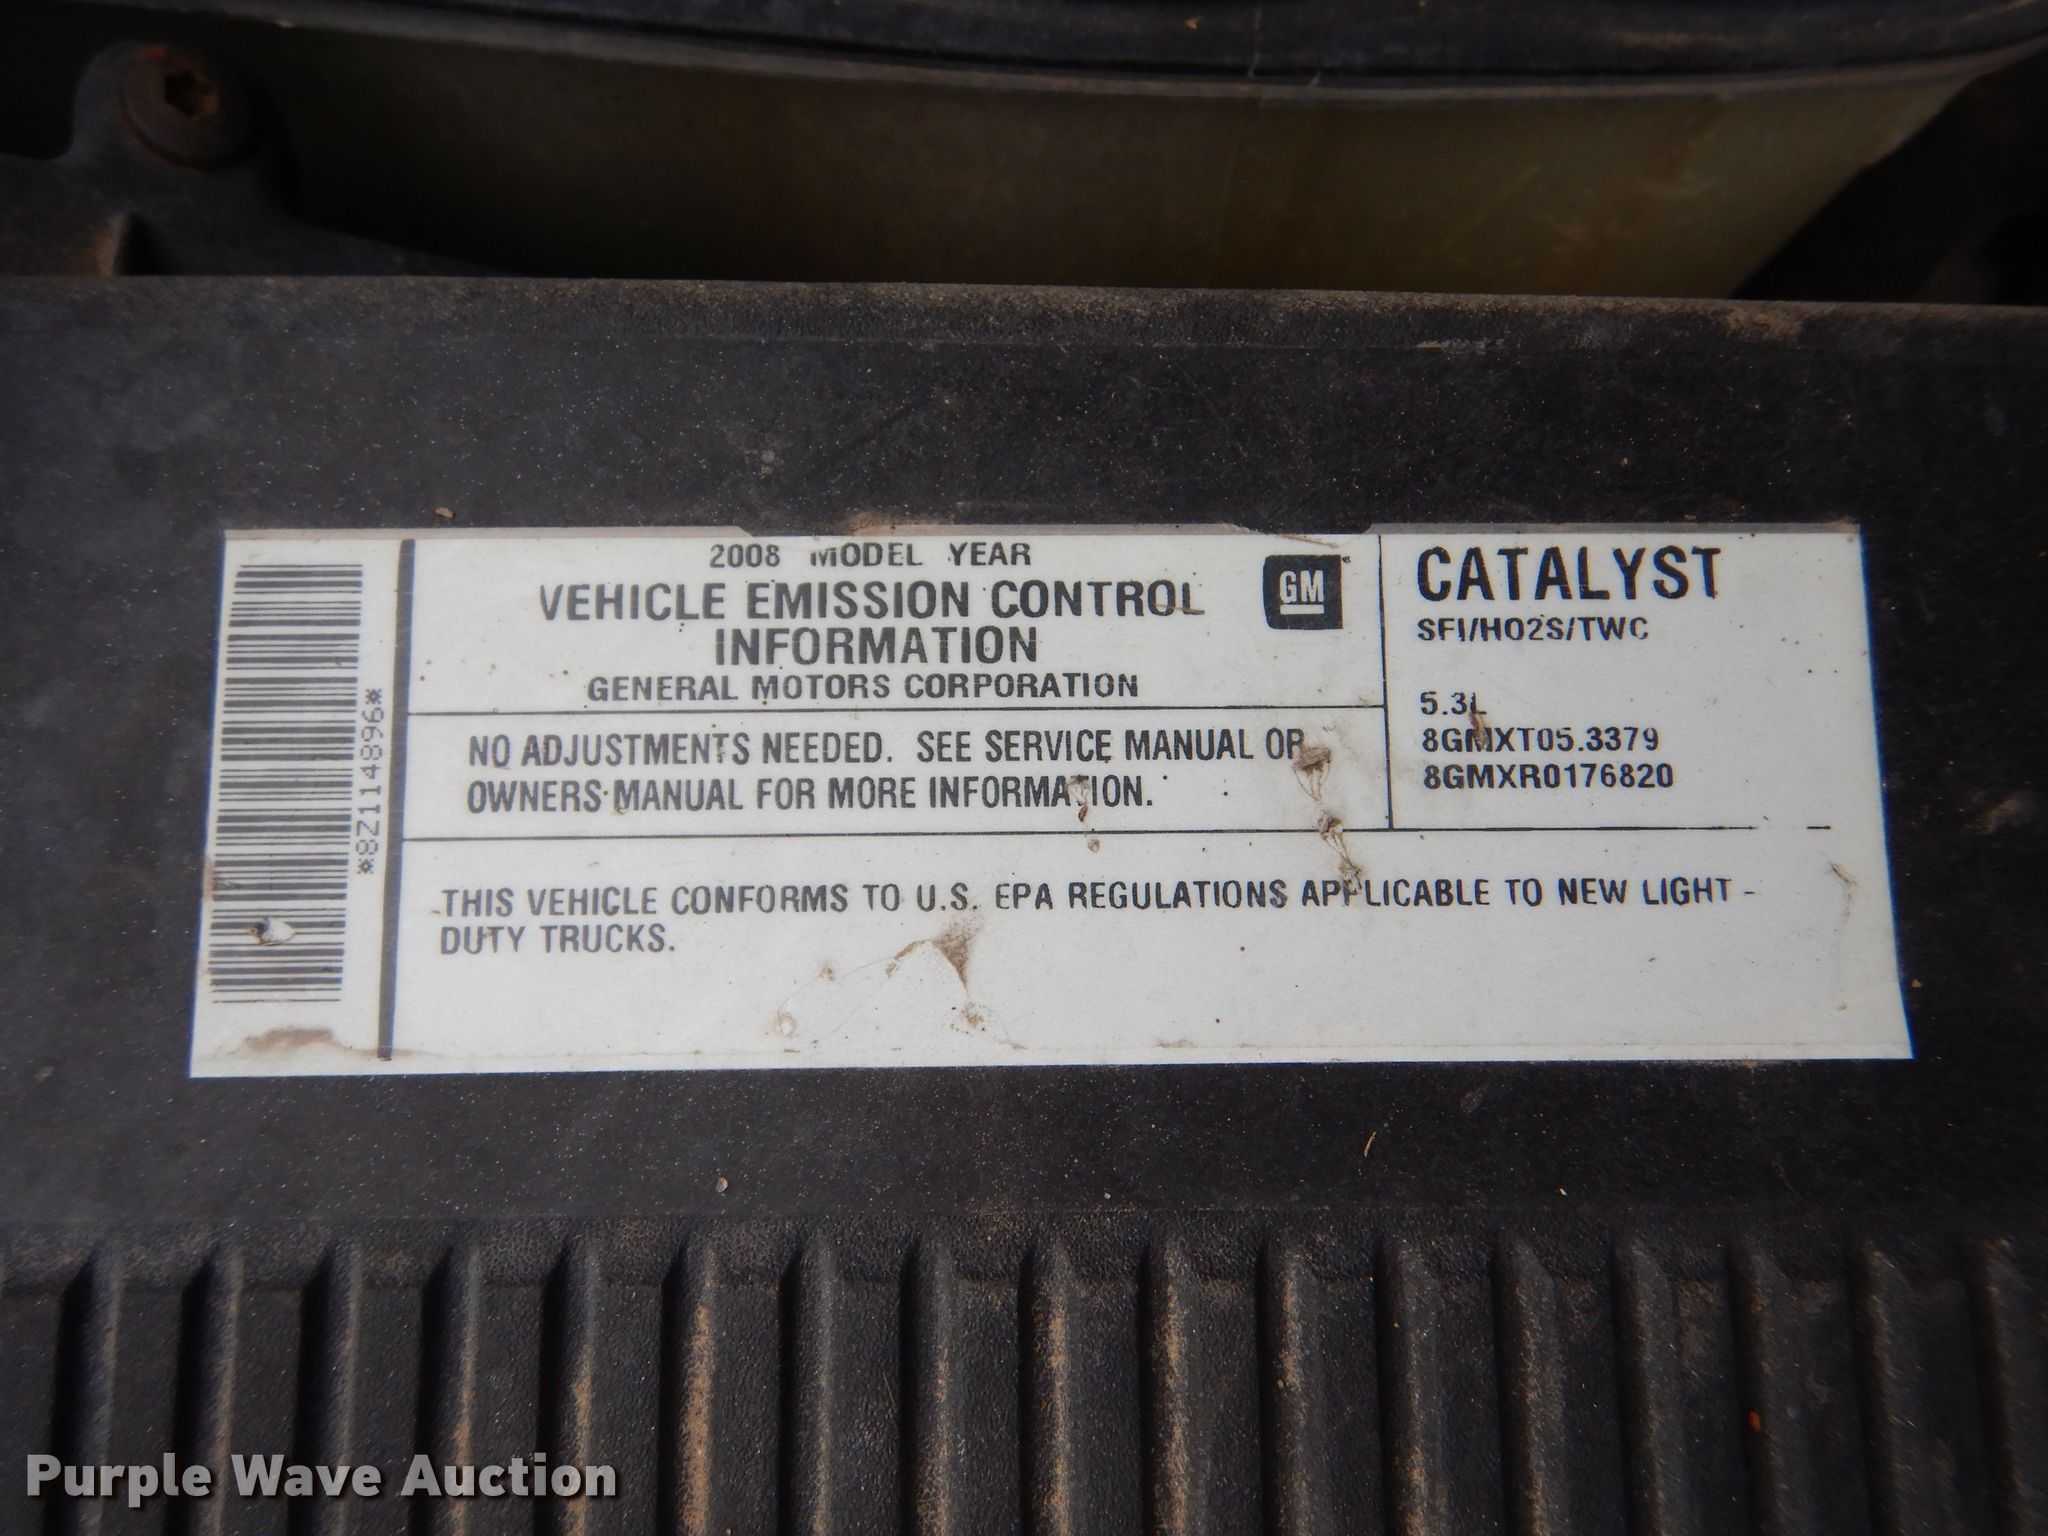 2008 MODEL YEAR
VEHICLE EMISSION CONTROL
INFORMATION
GENERAL MOTORS CORPORATION
GM
CATALYST
SFI/HO2S/TWC
5.3L
8GMXT05.3379
8GMXR0176820
NO ADJUSTMENTS NEEDED. SEE SERVICE MANUAL OR
OWNERS MANUAL FOR MORE INFORMATION.
THIS VEHICLE CONFORMS TO U.S. EPA REGULATIONS APPLICABLE TO NEW LIGHT-
DUTY TRUCKS.
*8Z114896*
Purple Wave Auction